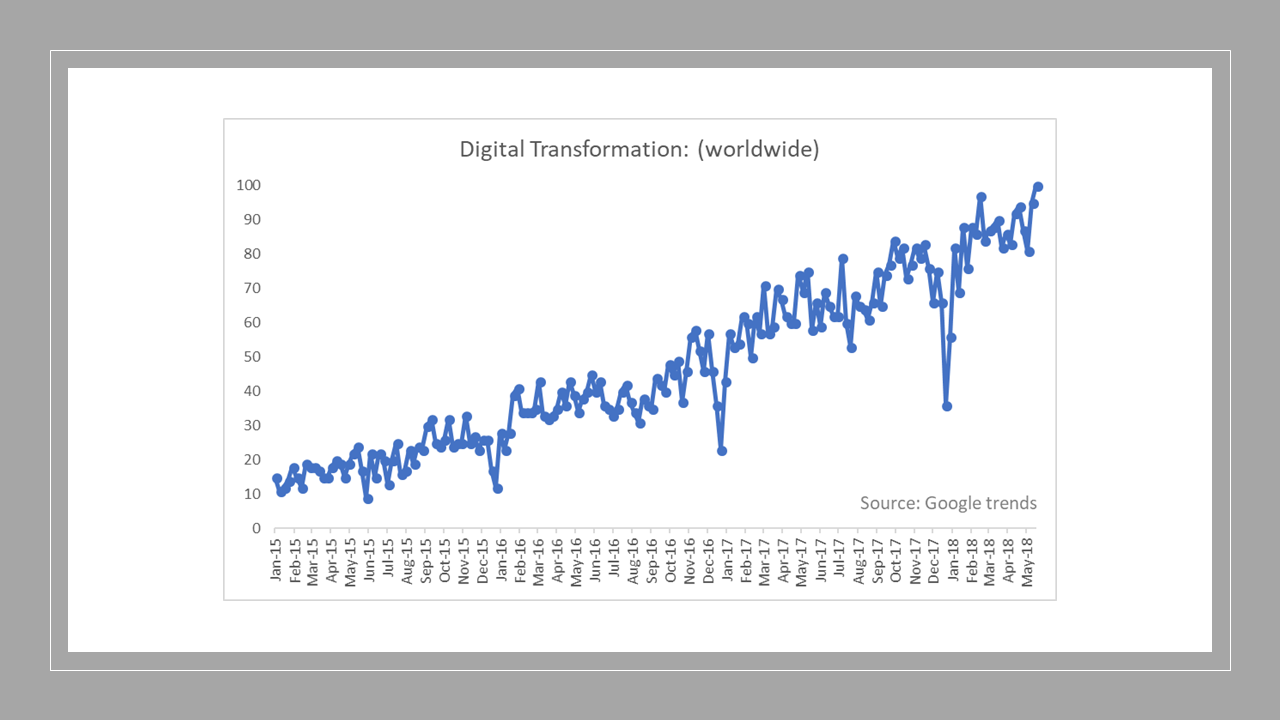 Digital Transformation: (worldwide)
100
90
80
70
60
50
40
30
20
10
0
Source: Google trends
Jan-15
Feb-15
Mar-15
Apr-15
May-15
Jun-15
Jul-15
Aug-15
Sep-15
Oct-15
Nov-15
Dec-15
Jan-16
Feb-16
Mar-16
Apr-16
May-16
Jun-16
Jul-16
Aug-16
Sep-16
Oct-16
Nov-16
Dec-16
Jan-17
Feb-17
Mar-17
Apr-17
May-17
Jun-17
Jul-17
Aug-17
Sep-17
Oct-17
Nov-17
Dec-17
Jan-18
Feb-18
Mar-18
Apr-18
May-18